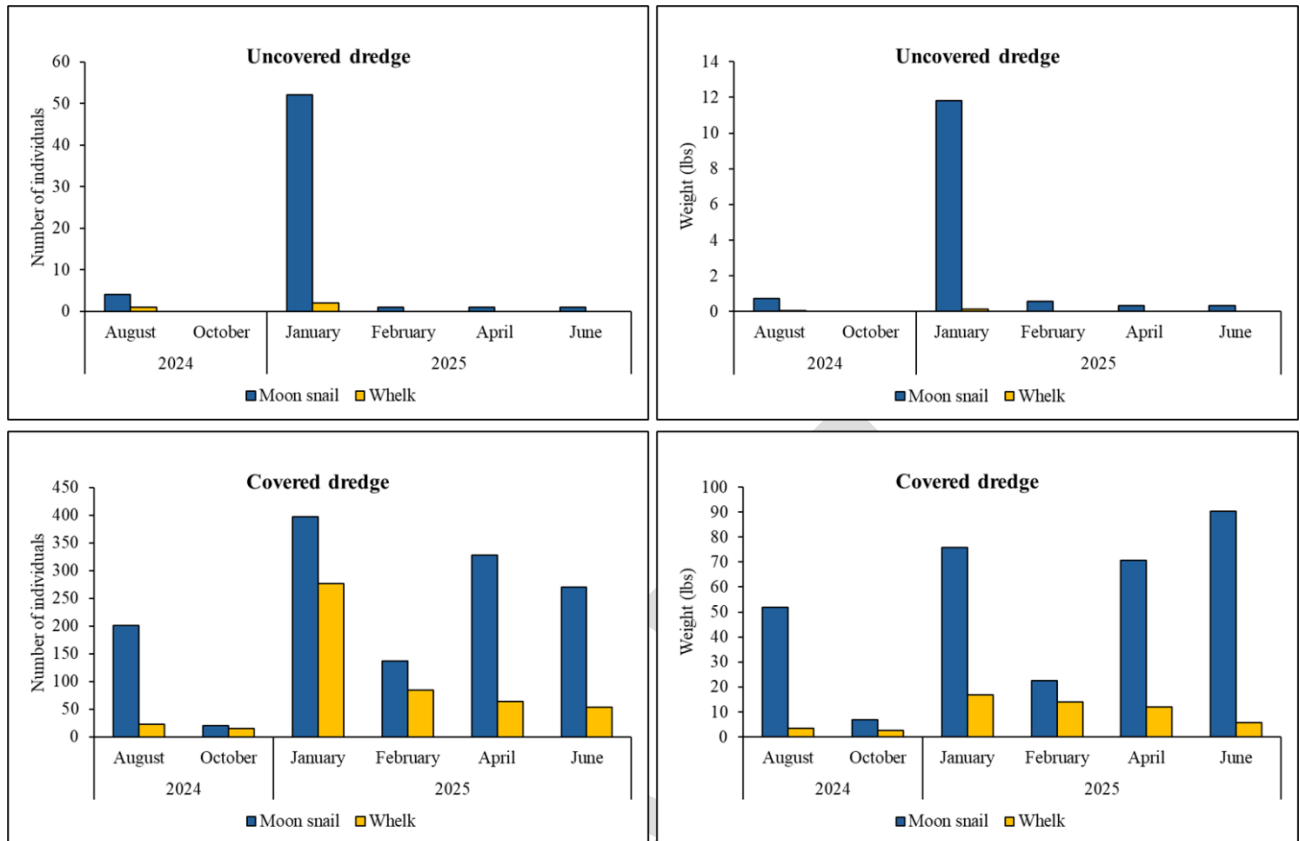 Uncovered dredge
Number of individuals
60
50
40
30
20
10
0
August October January February April June
2024 2025
Moon snail Whelk
Uncovered dredge
Weight (lbs)
14
12
10
8
6
4
2
0
August October January February April June
2024 2025
Moon snail Whelk
Covered dredge
Number of individuals
450
400
350
300
250
200
150
100
50
0
August October January February April June
2024 2025
Moon snail Whelk
Covered dredge
Weight (lbs)
100
90
80
70
60
50
40
30
20
10
0
August October January February April June
2024 2025
Moon snail Whelk